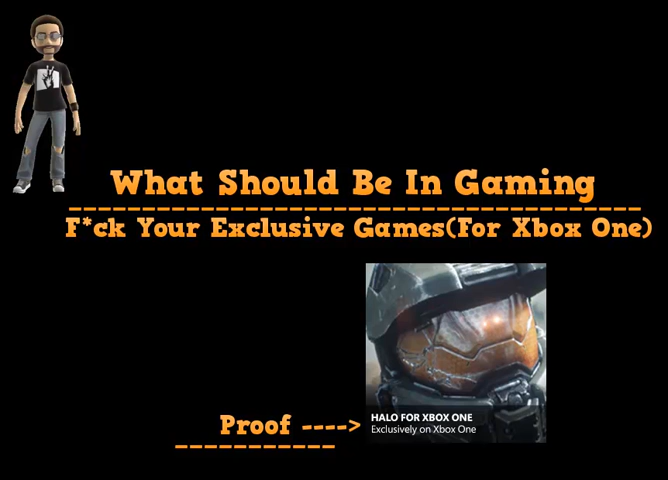 What Should Be In Gaming
F*ck Your Exclusive Games(For Xbox One)
Proof ---->
HALO FOR XBOX ONE
Exclusively on Xbox One